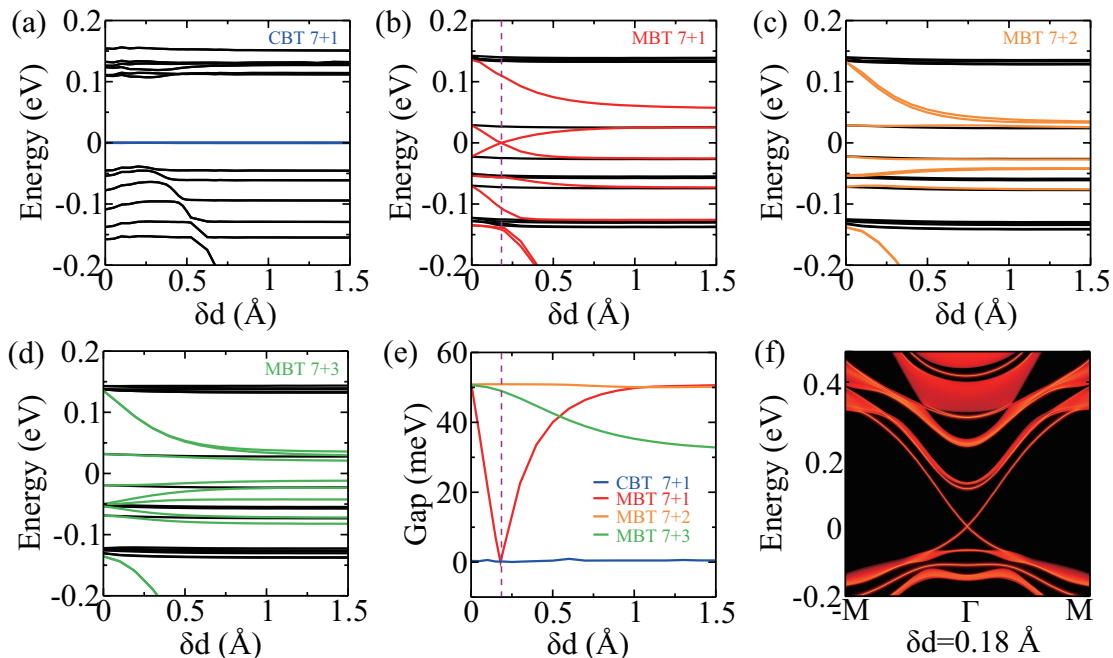 (a) (b) (c)
CBT 7+1
MBT 7+1
MBT 7+2
0.2
0.1
0
-0.1
-0.2
Energy (eV)
0 0.5 1 1.5
δd (Å)
0.2
0.1
0
-0.1
-0.2
Energy (eV)
0 0.5 1 1.5
δd (Å)
0.2
0.1
0
-0.1
-0.2
Energy (eV)
0 0.5 1 1.5
δd (Å)
(d) (e) (f)
MBT 7+3
0.2
0.1
0
-0.1
-0.2
Energy (eV)
0 0.5 1 1.5
δd (Å)
60
40
20
0
Gap (meV)
CBT 7+1
MBT 7+1
MBT 7+2
MBT 7+3
0 0.5 1 1.5
δd (Å)
0.4
0.2
0
-0.2
Energy (eV)
-M Γ M
δd=0.18 Å